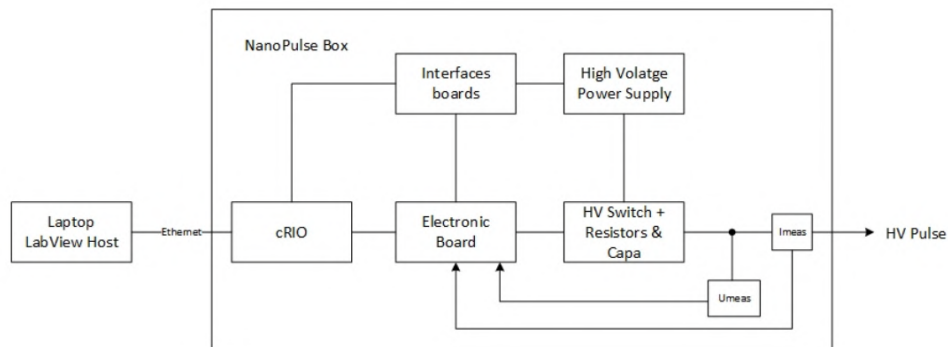 NanoPulse Box
Interfaces
boards
High Volatge
Power Supply
Laptop
LabView Host
Ethernet
cRIO
Electronic
Board
HV Switch +
Resistors &
Capa
Imeas
HV Pulse
Umeas